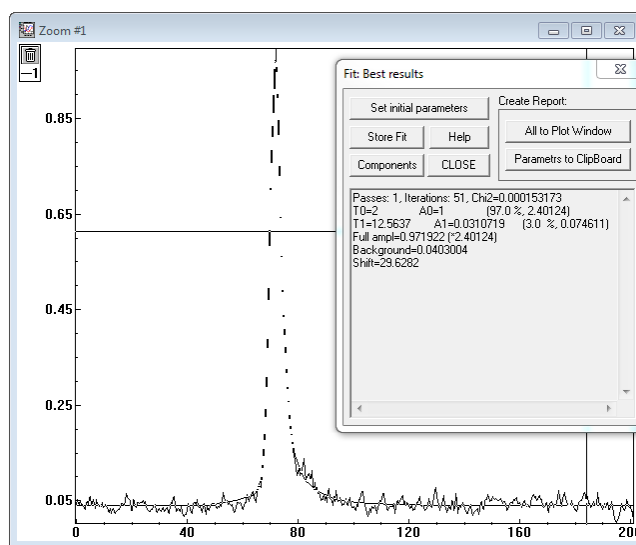 Zoom #1
—1
0.85
0.65
0.45
0.25
0.05
0
40
80
120
160
200
Fit: Best results
Set initial parameters
Create Report:
Store Fit
Help
All to Plot Window
Components
CLOSE
Parametrs to ClipBoard
Passes: 1, Iterations: 51, Chi2=0.000153173
T0=2 A0=1 (97.0 %, 2.40124)
T1=12.5637 A1=0.0310719 (3.0 %, 0.074611)
Full ampl=0.971922 (*2.40124)
Background=0.0403004
Shift=29.6282